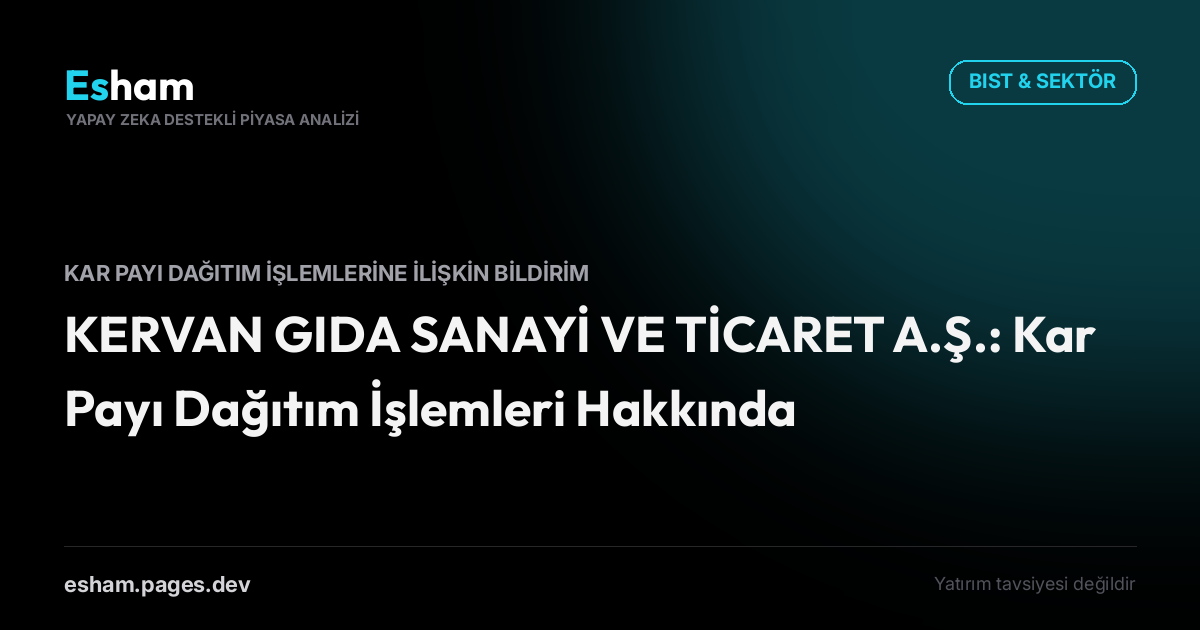 Esham
YAPAY ZEKA DESTEKLİ PİYASA ANALİZİ
BIST & SEKTÖR
KAR PAYI DAĞITIM İŞLEMLERİNE İLİŞKİN BİLDİRİM
KERVAN GIDA SANAYİ VE TİCARET A.Ş.: Kar
Payı Dağıtım İşlemleri Hakkında
esham.pages.dev
Yatırım tavsiyesi değildir